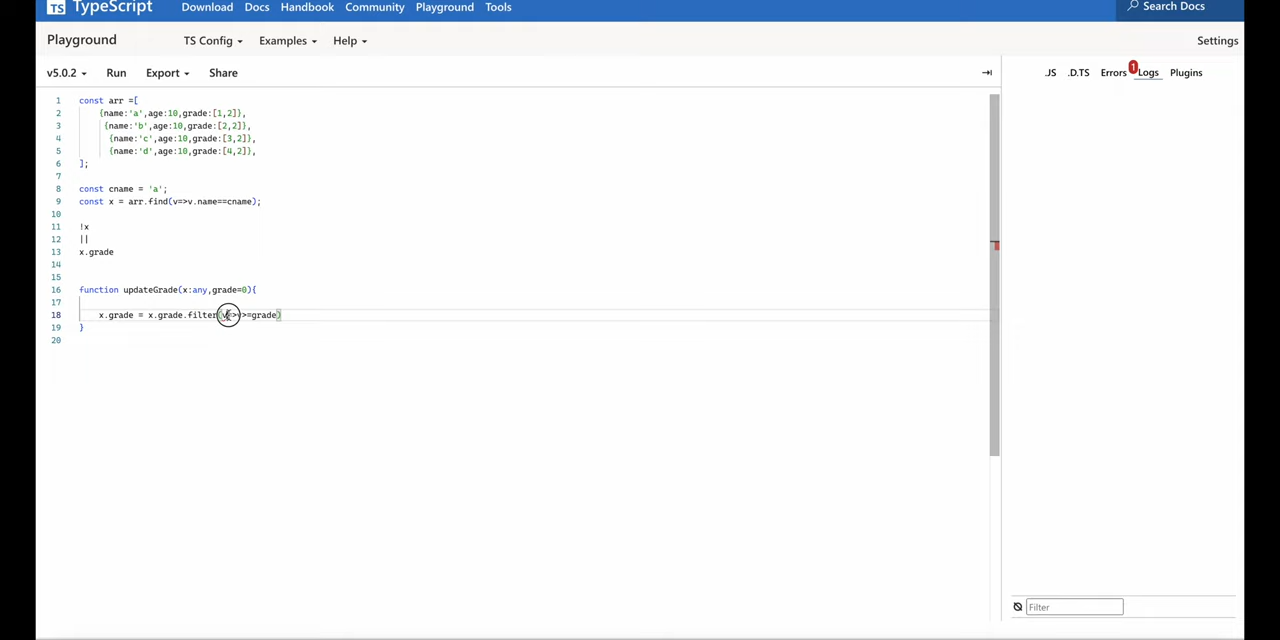 TS TypeScript
Download Docs Handbook Community Playground Tools
Search Docs
Playground
TS Config Examples Help
Settings
v5.0.2 Run Export Share
.JS .D.TS Errors 1 Logs Plugins
1 const arr =[
2 {name:'a',age:10,grade:[1,2]},
3 {name:'b',age:10,grade:[2,2]},
4 {name:'c',age:10,grade:[3,2]},
5 {name:'d',age:10,grade:[4,2]},
6 ];
7
8 const cname = 'a';
9 const x = arr.find(v=>v.name==cname);
10
11 !x
12 ||
13 x.grade
14
15
16 function updateGrade(x:any,grade=0){
17
18 x.grade = x.grade.filter(v=>v>=grade)
19 }
20
Filter